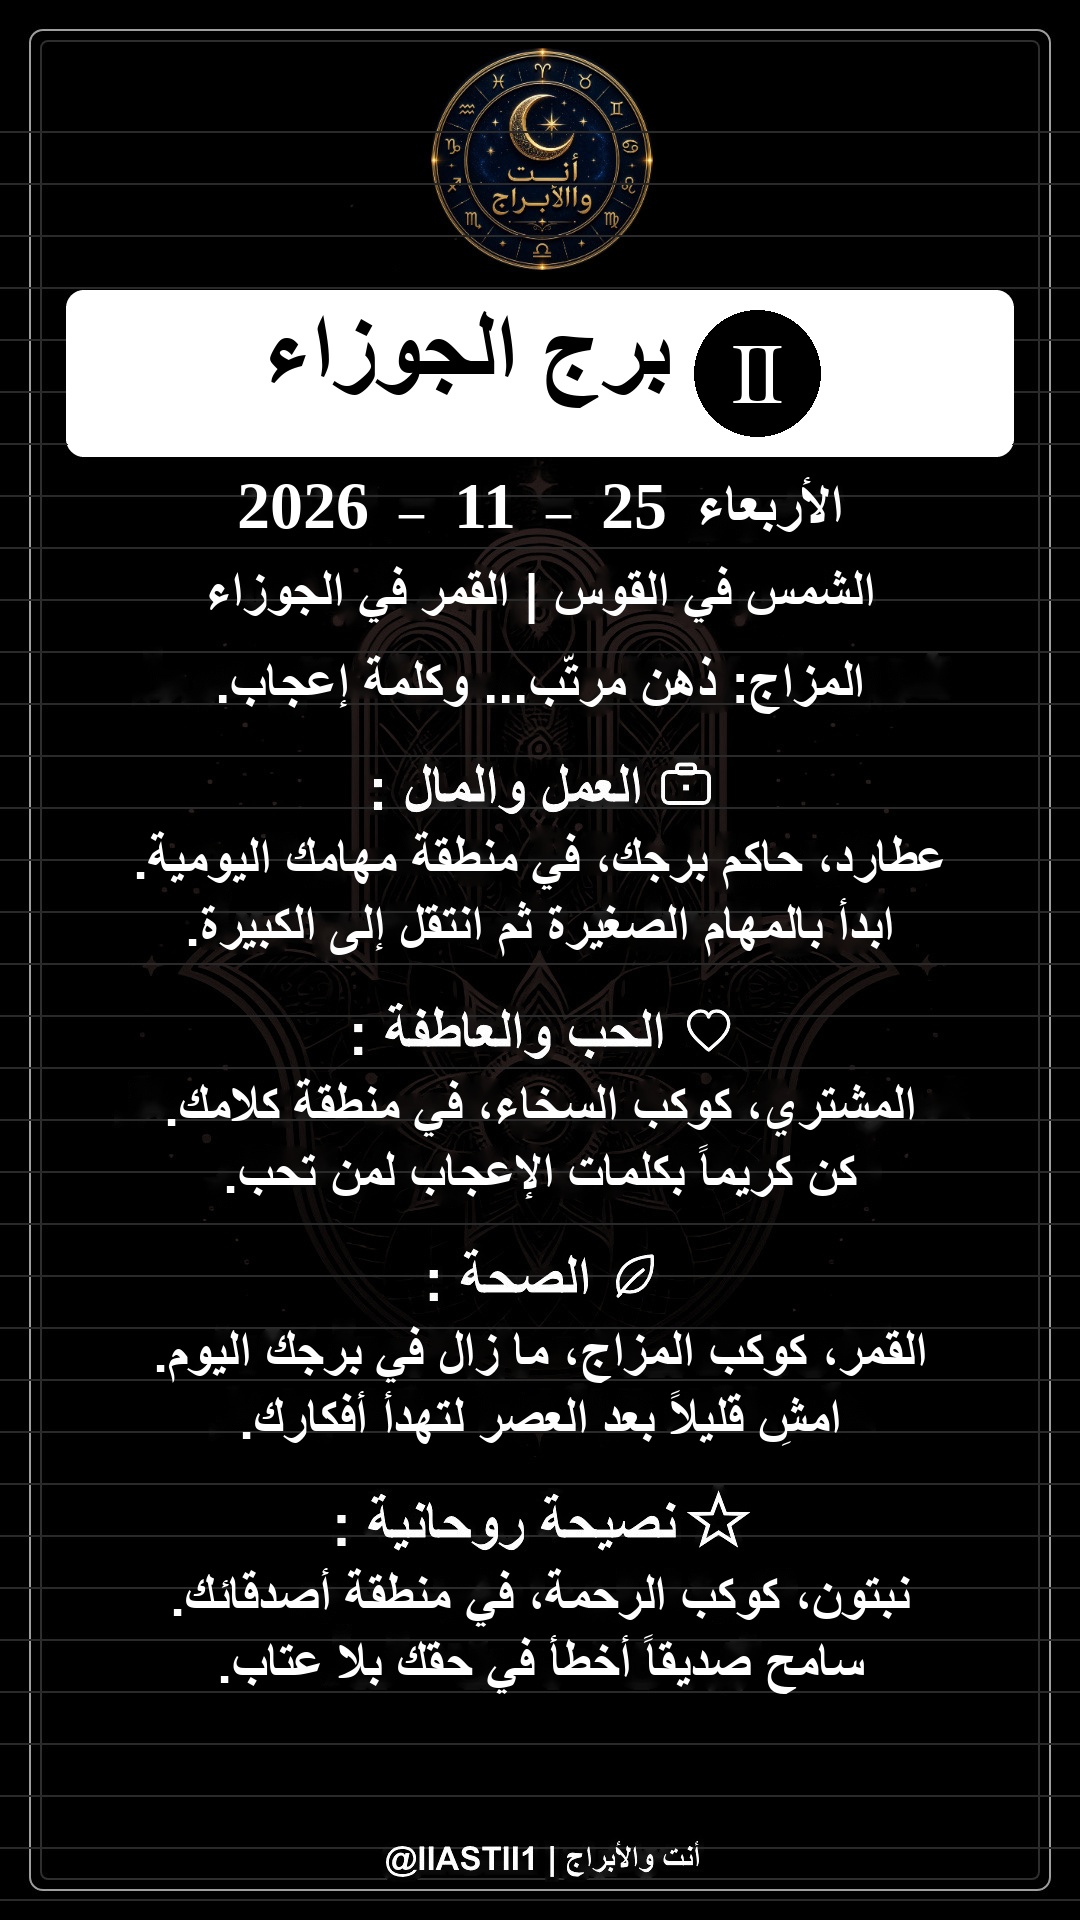 أنت
واالآبراج
برج الجوزاء
الأربعاء 25 – 11 – 2026
الشمس في القوس | القمر في الجوزاء
المزاج: ذهن مرتّب... وكلمة إعجاب.
العمل والمال :
عطارد، حاكم برجك، في منطقة مهامك اليومية.
ابدأ بالمهام الصغيرة ثم انتقل إلى الكبيرة.
الحب والعاطفة :
المشتري، كوكب السخاء، في منطقة كلامك.
كن كريماً بكلمات الإعجاب لمن تحب.
الصحة :
القمر، كوكب المزاج، ما زال في برجك اليوم.
امشِ قليلاً بعد العصر لتهدأ أفكارك.
نصيحة روحانية :
نبتون، كوكب الرحمة، في منطقة أصدقائك.
سامح صديقاً أخطأ في حقك بلا عتاب.
أنت والأبراج | @IIASTII1